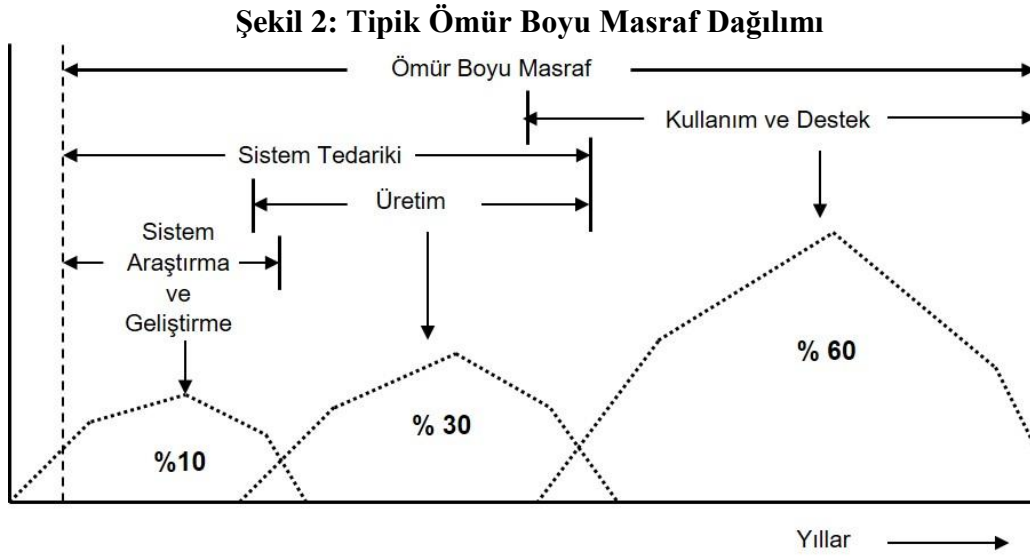 Şekil 2: Tipik Ömür Boyu Masraf Dağılımı
Ömür Boyu Masraf
Kullanım ve Destek
Sistem Tedariki
Üretim
Sistem
Araştırma
ve
Geliştirme
% 60
% 30
%10
Yıllar